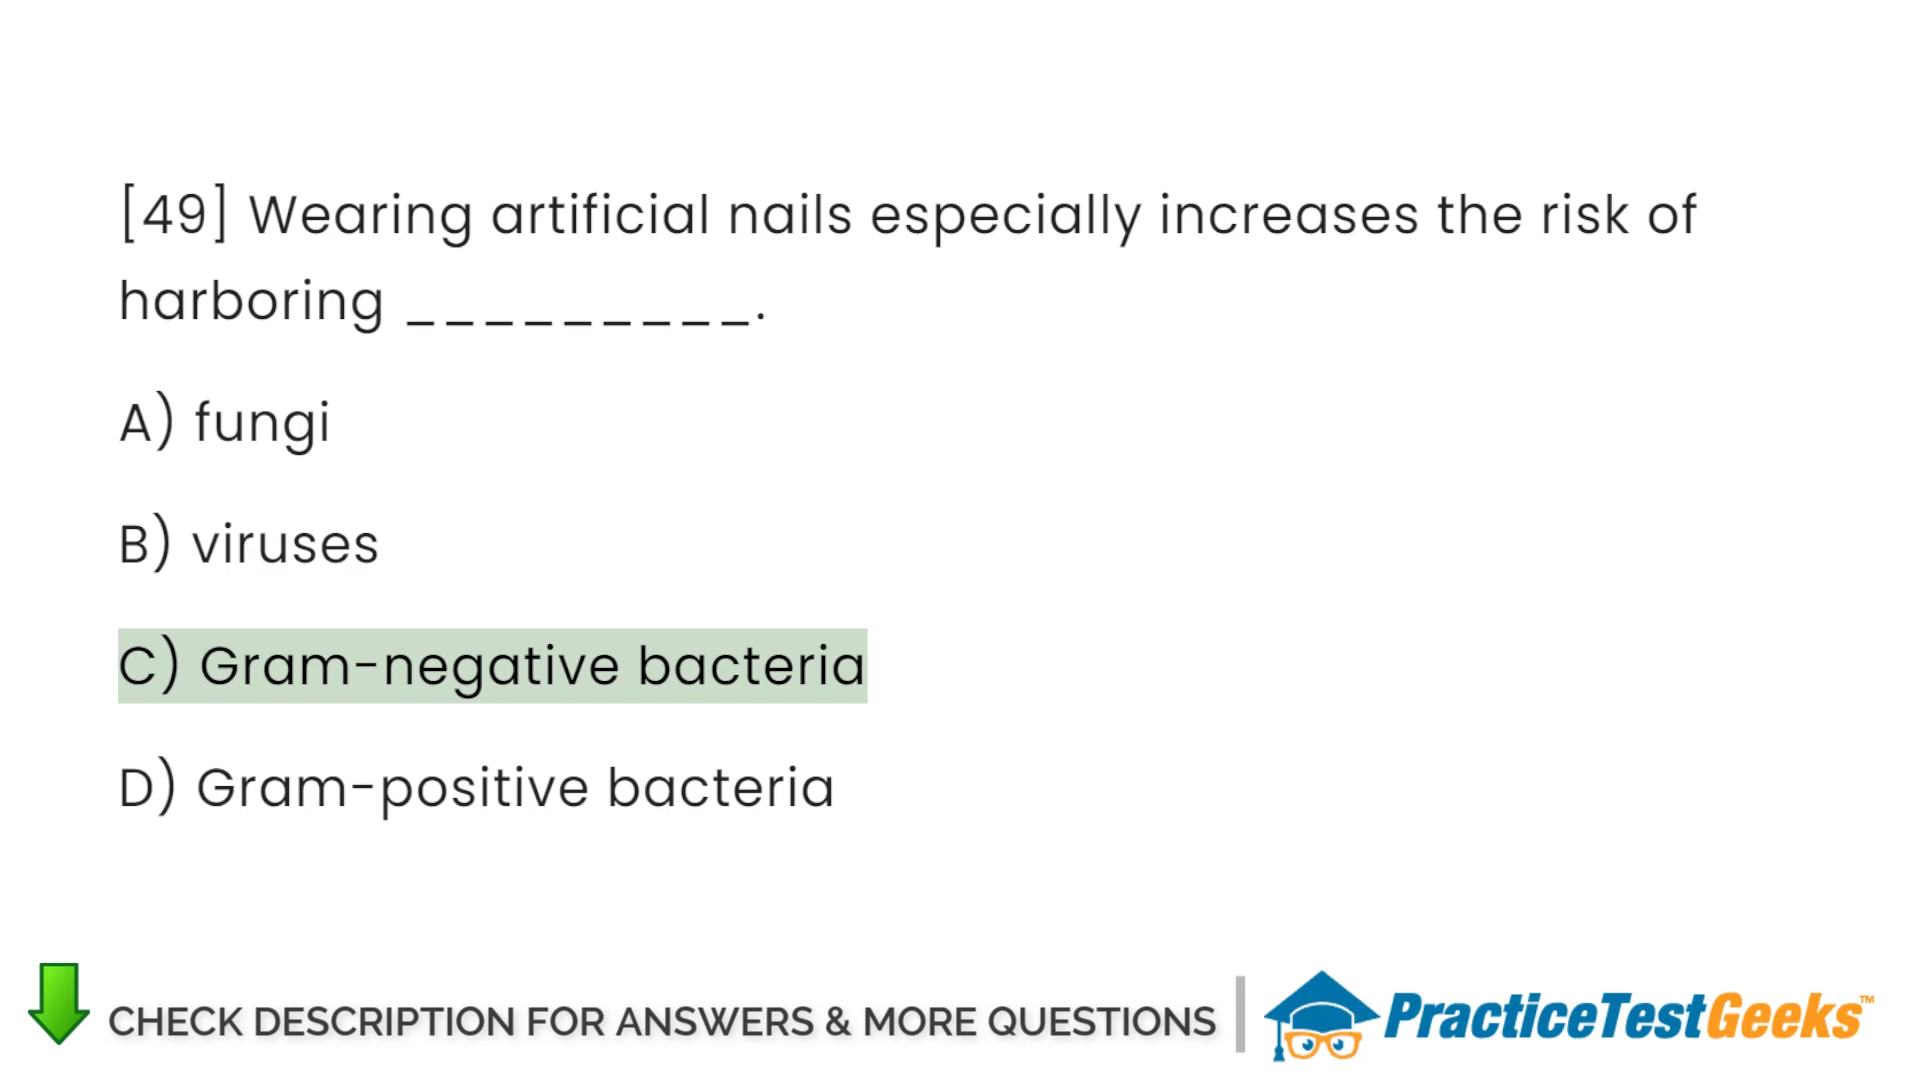 [49] Wearing artificial nails especially increases the risk of
harboring _________.
A) fungi
B) viruses
C) Gram-negative bacteria
D) Gram-positive bacteria
CHECK DESCRIPTION FOR ANSWERS & MORE QUESTIONS
PracticeTestGeeks™